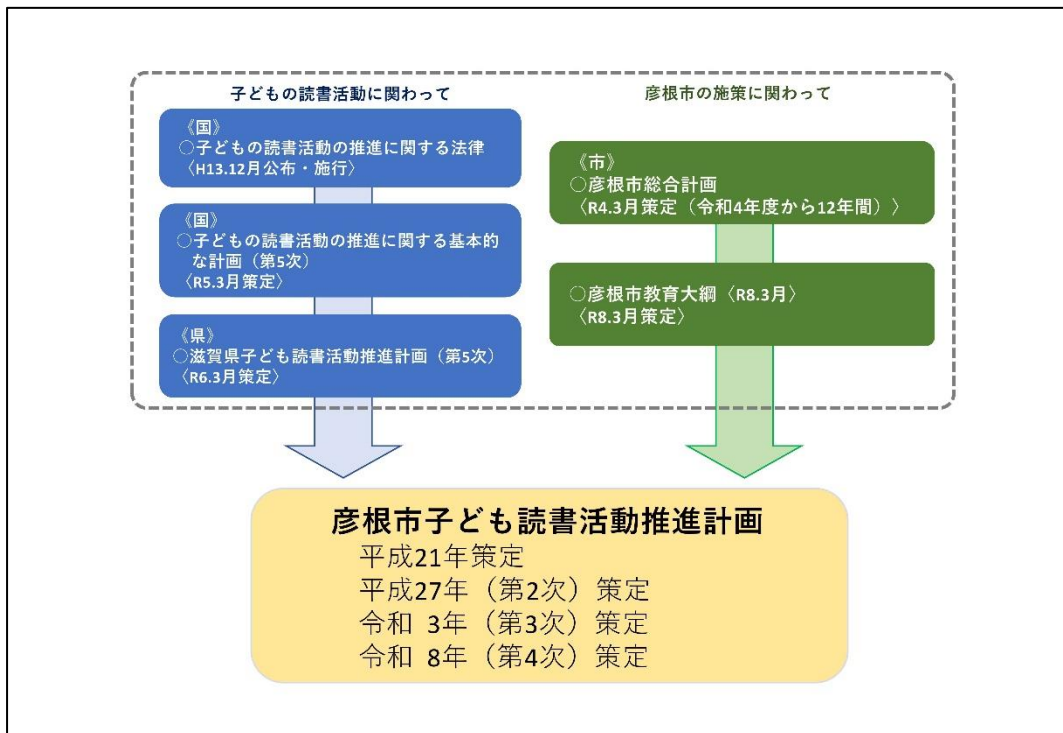 子どもの読書活動に関わって
《国》
○子どもの読書活動の推進に関する法律
〈H13.12月公布・施行〉
《国》
○子どもの読書活動の推進に関する基本的
な計画（第5次）
〈R5.3月策定〉
《県》
○滋賀県子ども読書活動推進計画（第5次）
〈R6.3月策定〉
彦根市の施策に関わって
《市》
○彦根市総合計画
〈R4.3月策定（令和4年度から12年間）〉
○彦根市教育大綱〈R8.3月〉
〈R8.3月策定〉
彦根市子ども読書活動推進計画
平成21年策定
平成27年（第2次）策定
令和 3年（第3次）策定
令和 8年（第4次）策定